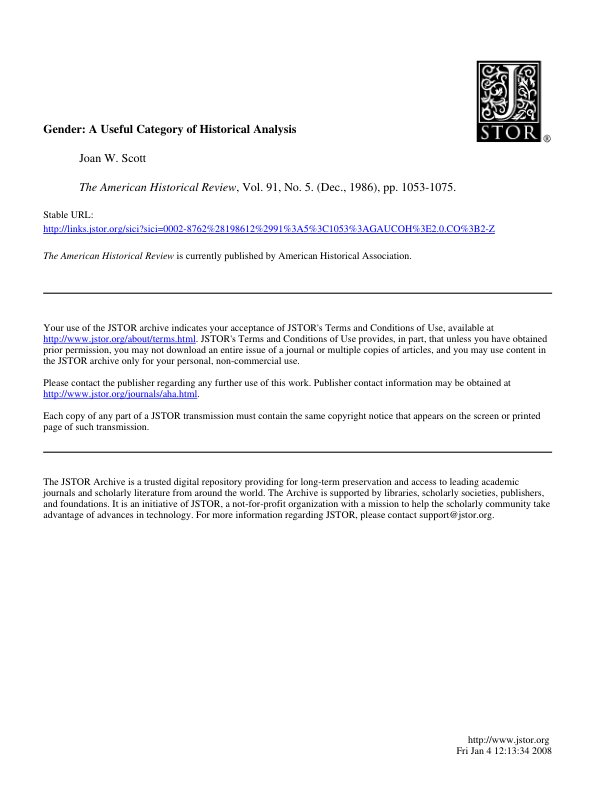 J
STOR®
Gender: A Useful Category of Historical Analysis
Joan W. Scott
The American Historical Review, Vol. 91, No. 5. (Dec., 1986), pp. 1053-1075.
Stable URL:
http://links.jstor.org/sici?sici=0002-8762%28198612%2991%3A5%3C1053%3AGAUCOH%3E2.0.CO%3B2-Z
The American Historical Review is currently published by American Historical Association.
Your use of the JSTOR archive indicates your acceptance of JSTOR's Terms and Conditions of Use, available at
http://www.jstor.org/about/terms.html. JSTOR's Terms and Conditions of Use provides, in part, that unless you have obtained
prior permission, you may not download an entire issue of a journal or multiple copies of articles, and you may use content in
the JSTOR archive only for your personal, non-commercial use.
Please contact the publisher regarding any further use of this work. Publisher contact information may be obtained at
http://www.jstor.org/journals/aha.html.
Each copy of any part of a JSTOR transmission must contain the same copyright notice that appears on the screen or printed
page of such transmission.
The JSTOR Archive is a trusted digital repository providing for long-term preservation and access to leading academic
journals and scholarly literature from around the world. The Archive is supported by libraries, scholarly societies, publishers,
and foundations. It is an initiative of JSTOR, a not-for-profit organization with a mission to help the scholarly community take
advantage of advances in technology. For more information regarding JSTOR, please contact support@jstor.org.
http://www.jstor.org
Fri Jan 4 12:13:34 2008